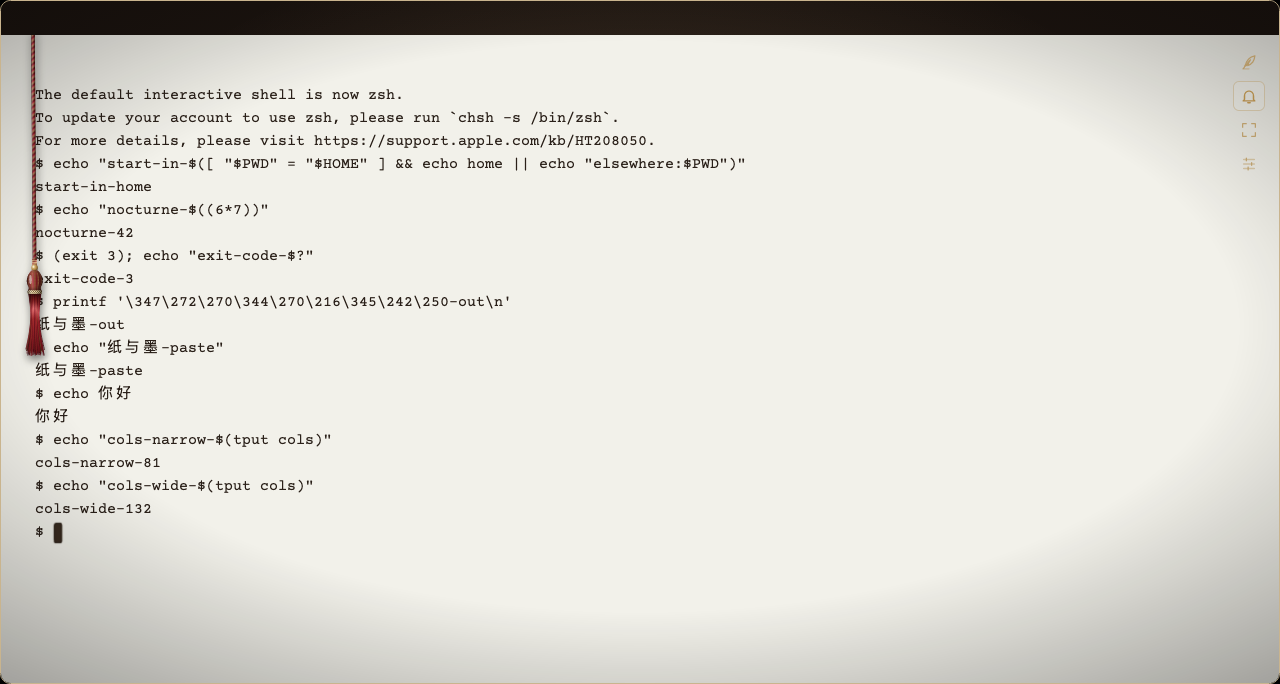 The default interactive shell is now zsh.
To update your account to use zsh, please run `chsh -s /bin/zsh`.
For more details, please visit https://support.apple.com/kb/HT208050.
$ echo "start-in-$([ "$PWD" = "$HOME" ] && echo home || echo "elsewhere:$PWD")"
start-in-home
$ echo "nocturne-$((6*7))"
nocturne-42
$ (exit 3); echo "exit-code-$?"
exit-code-3
$ printf '\347\272\270\344\270\216\345\242\250-out\n'
纸与墨-out
$ echo "纸与墨-paste"
纸与墨-paste
$ echo 你好
你好
$ echo "cols-narrow-$(tput cols)"
cols-narrow-81
$ echo "cols-wide-$(tput cols)"
cols-wide-132
$